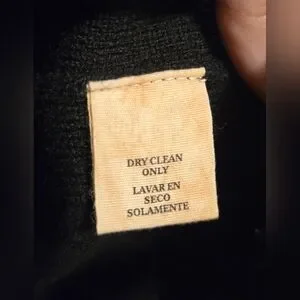 DRY CLEAN
ONLY
LAVAR EN
SECO
SOLAMENTE